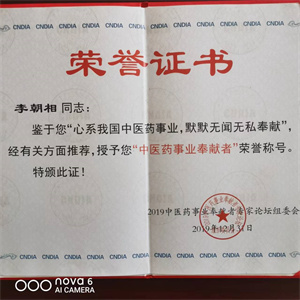 CNDIA CNDIA CNDIA CNDIA CNDIA CNDIA
荣誉证书
李朝相同志：
鉴于您“心系我国中医药事业，默默无闻无私奉献”，
经有关方面推荐，授予您“中医药事业奉献者”荣誉称号。
特颁此证！
2019中医药事业奉献者专家论坛组委会
2019年12月31日
nova 6
AI CAMERA